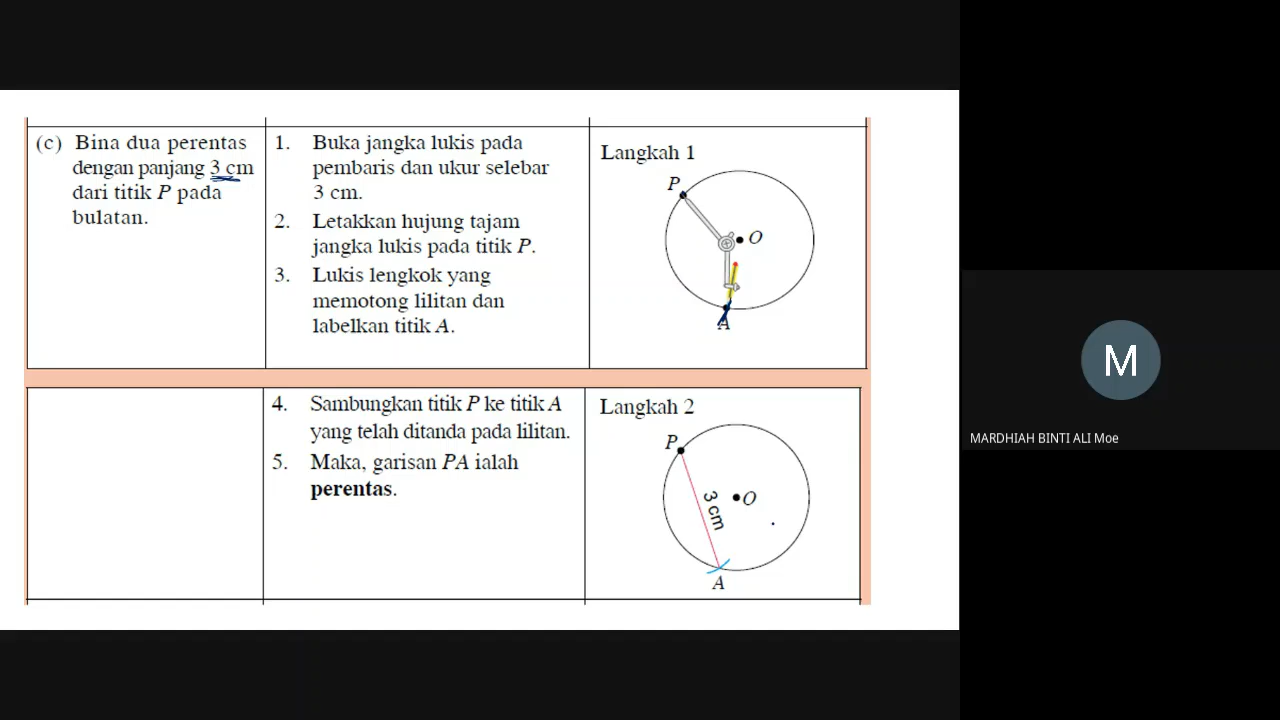 (c) Bina dua perentas
dengan panjang 3 cm
dari titik P pada
bulatan.
1. Buka jangka lukis pada
pembaris dan ukur selebar
3 cm.
2. Letakkan hujung tajam
jangka lukis pada titik P.
3. Lukis lengkok yang
memotong lilitan dan
labelkan titik A.
Langkah 1
P
O
A
4. Sambungkan titik P ke titik A
yang telah ditanda pada lilitan.
5. Maka, garisan PA ialah
perentas.
Langkah 2
P
3 cm
O
A
M
MARDHIAH BINTI ALI Moe